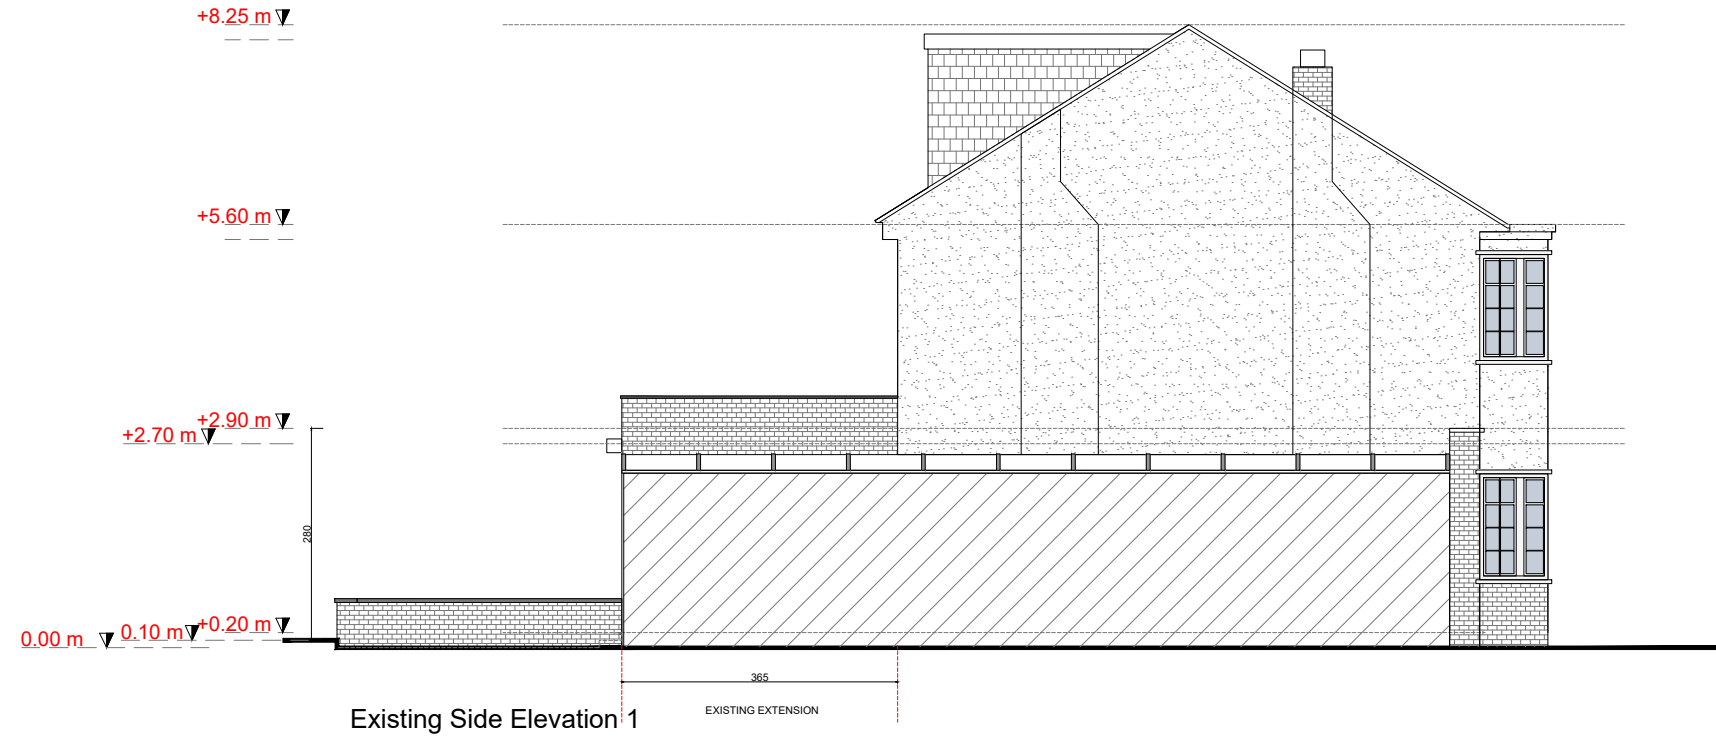 +8.25 m
+5.60 m
+2.90 m
+2.70 m
280
+0.20 m
0.10 m
0.00 m
365
EXISTING EXTENSION
Existing Side Elevation 1